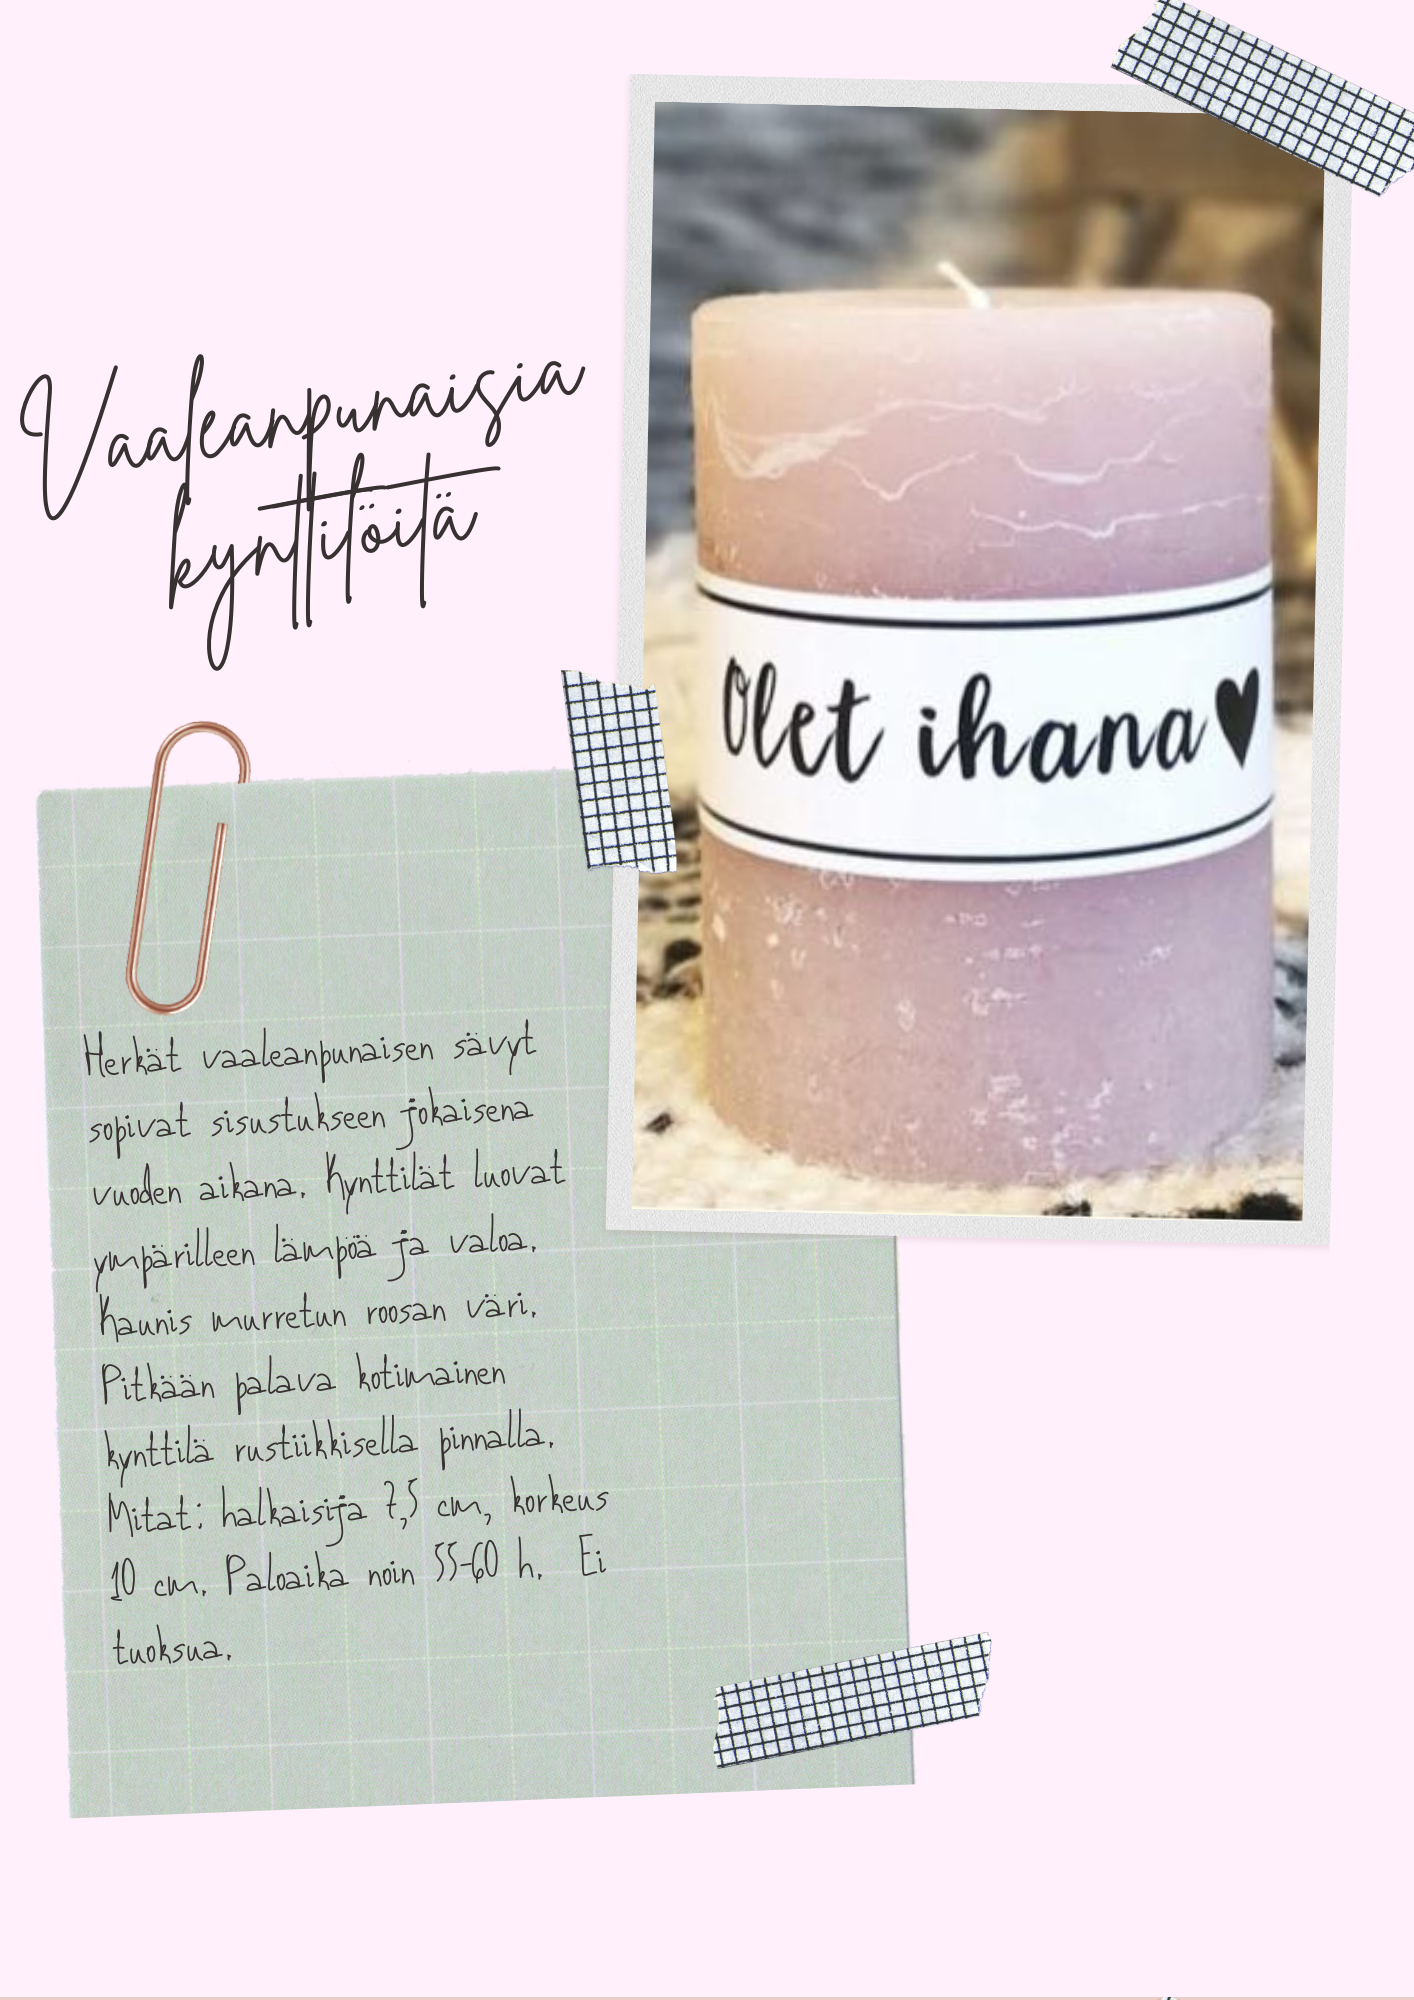 Vaaleanpunaisia
kynttilöitä
Olet ihana♥
Herkät vaaleanpunaisen sävyt
sopivat sisustukseen jokaisena
vuoden aikana. Kynttilät luovat
ympärilleen lämpöä ja valoa.
Kaunis murretun roosan väri.
Pitkään palava kotimainen
kynttilä rustiikkisella pinnalla.
Mitat: halkaisija 7,5 cm, korkeus
10 cm. Paloaika noin 55-60 h. Ei
tuoksua.